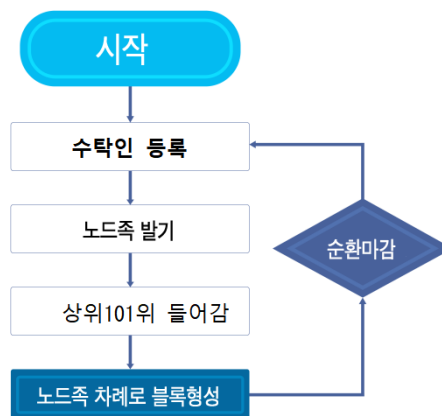 시작
수탁인 등록
노드족 발기
상위101위 들어감
노드족 차례로 블록형성
순환마감